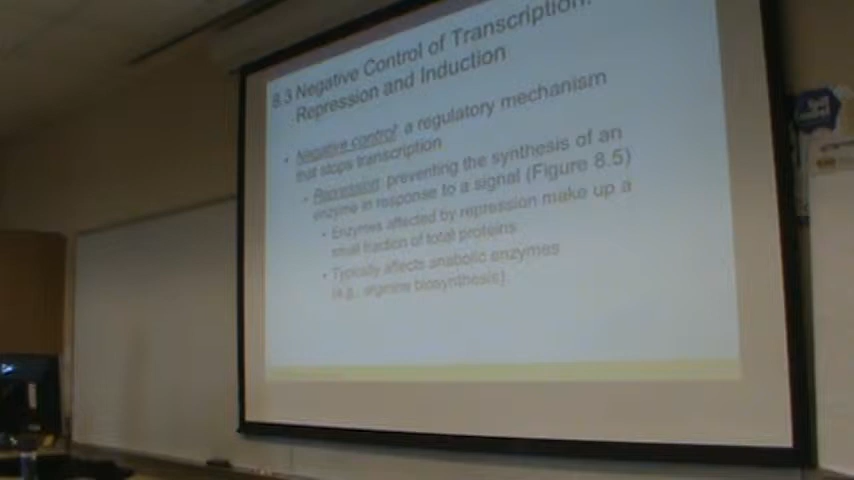 8.3 Negative Control of Transcription:
Repression and Induction
• Negative control: a regulatory mechanism
that stops transcription
• Repression: preventing the synthesis of an
enzyme in response to a signal (Figure 8.5)
• Enzymes affected by repression make up a
small fraction of total proteins
• Typically affects anabolic enzymes
(e.g., arginine biosynthesis)